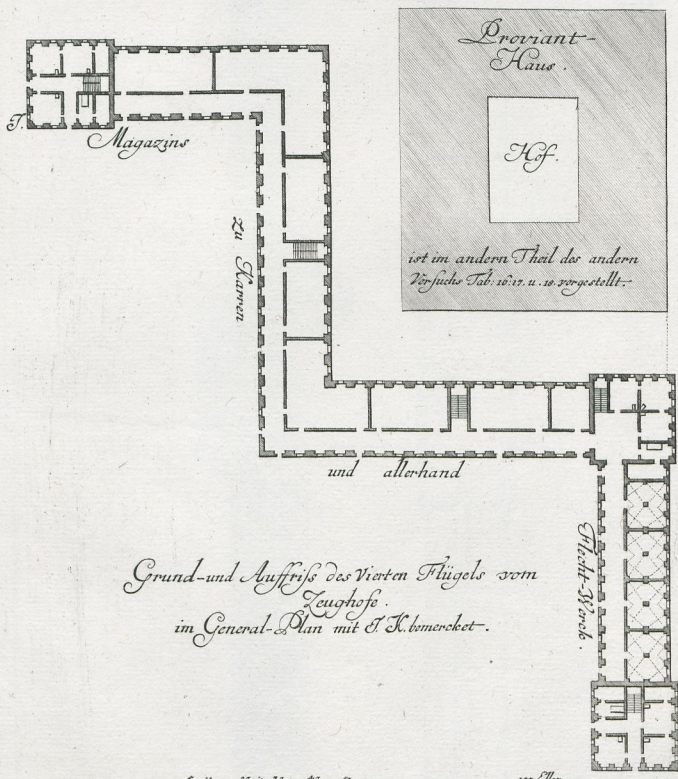 Proviant-
Haus.
Hof.
ist im andern Theil des andern
Versuchs Tab: 16. 17. u. 18. vorgestellt.
J.
Magazins
zu Karren
und allerhand
Flecht-Werck.
Grund- und Auffriss des Vierten Flügels vom
Zeughofe.
im General-Plan mit J. K. bemercket.